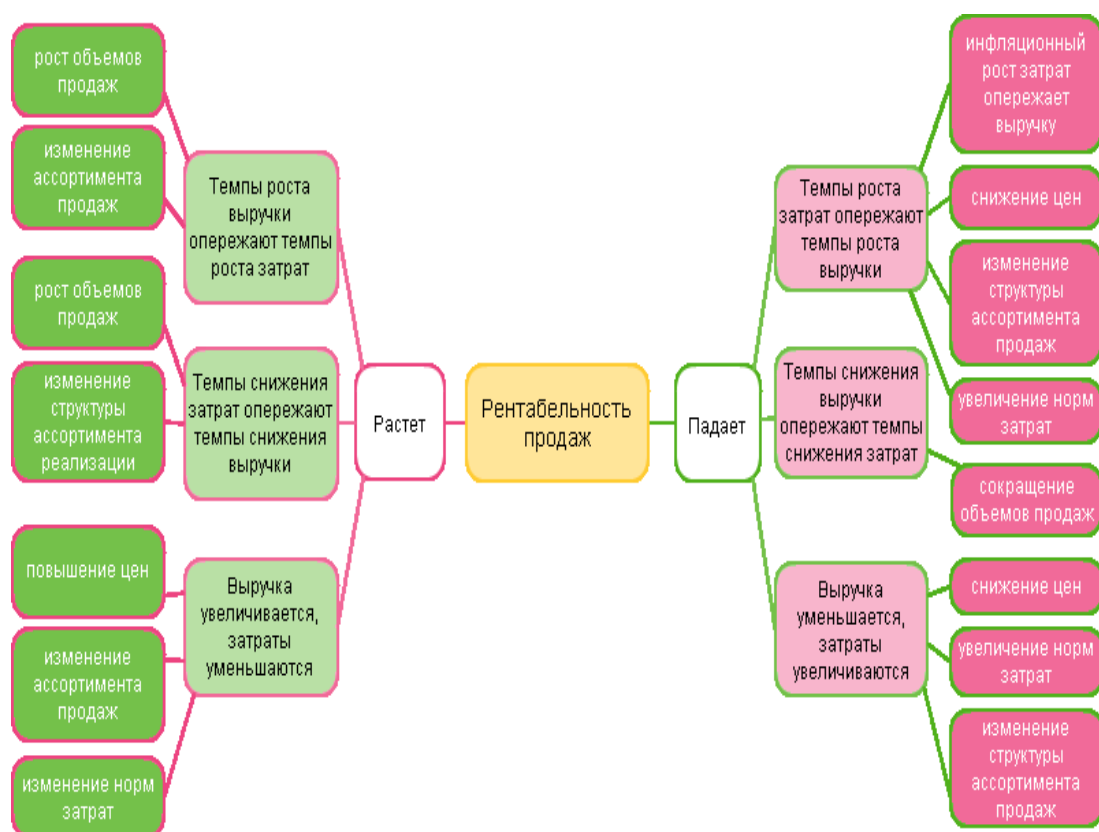 рост объемов
продаж
изменение
ассортимента
продаж
Темпы роста
выручки
опережают темпы
роста затрат
рост объемов
продаж
изменение
структуры
ассортимента
реализации
Темпы снижения
затрат опережают
темпы снижения
выручки
повышение цен
изменение
ассортимента
продаж
изменение норм
затрат
Выручка
увеличивается,
затраты
уменьшаются
Растет
Рентабельность
продаж
Падает
Темпы роста
затрат опережают
темпы роста
выручки
инфляционный
рост затрат
опережает
выручку
снижение цен
изменение
структуры
ассортимента
продаж
увеличение норм
затрат
Темпы снижения
выручки
опережают темпы
снижения затрат
сокращение
объемов продаж
Выручка
уменьшается,
затраты
увеличиваются
снижение цен
увеличение норм
затрат
изменение
структуры
ассортимента
продаж